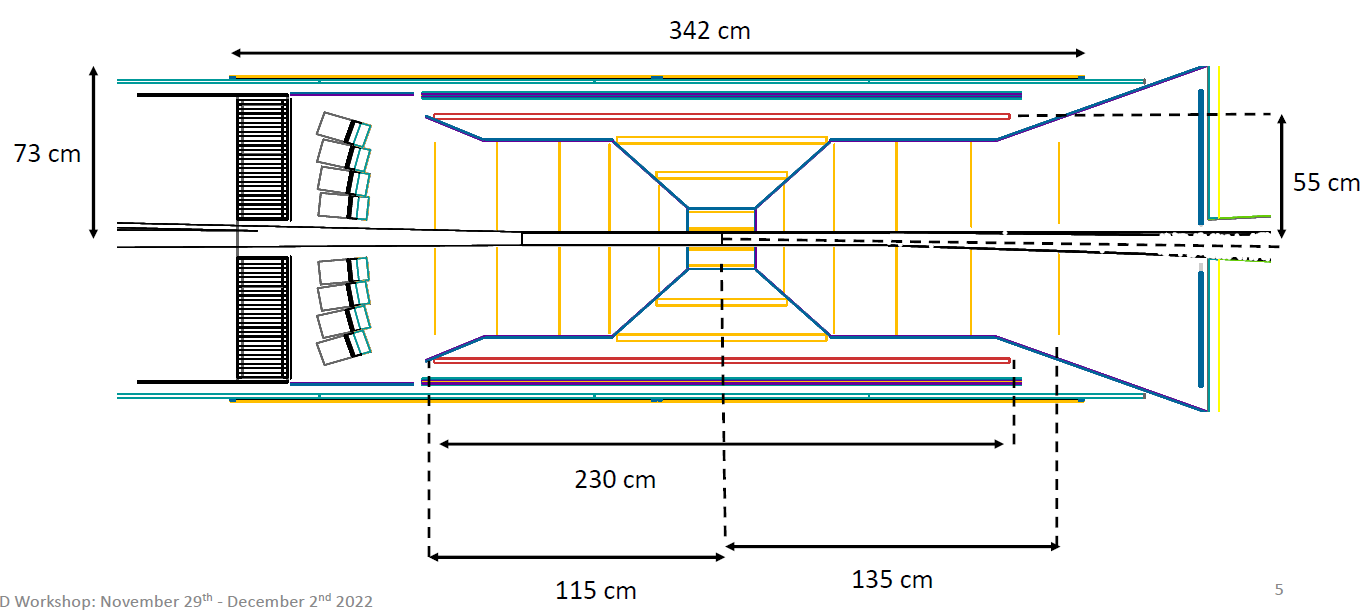 342 cm
73 cm
55 cm
230 cm
135 cm
115 cm
D Workshop: November 29th - December 2nd 2022
5